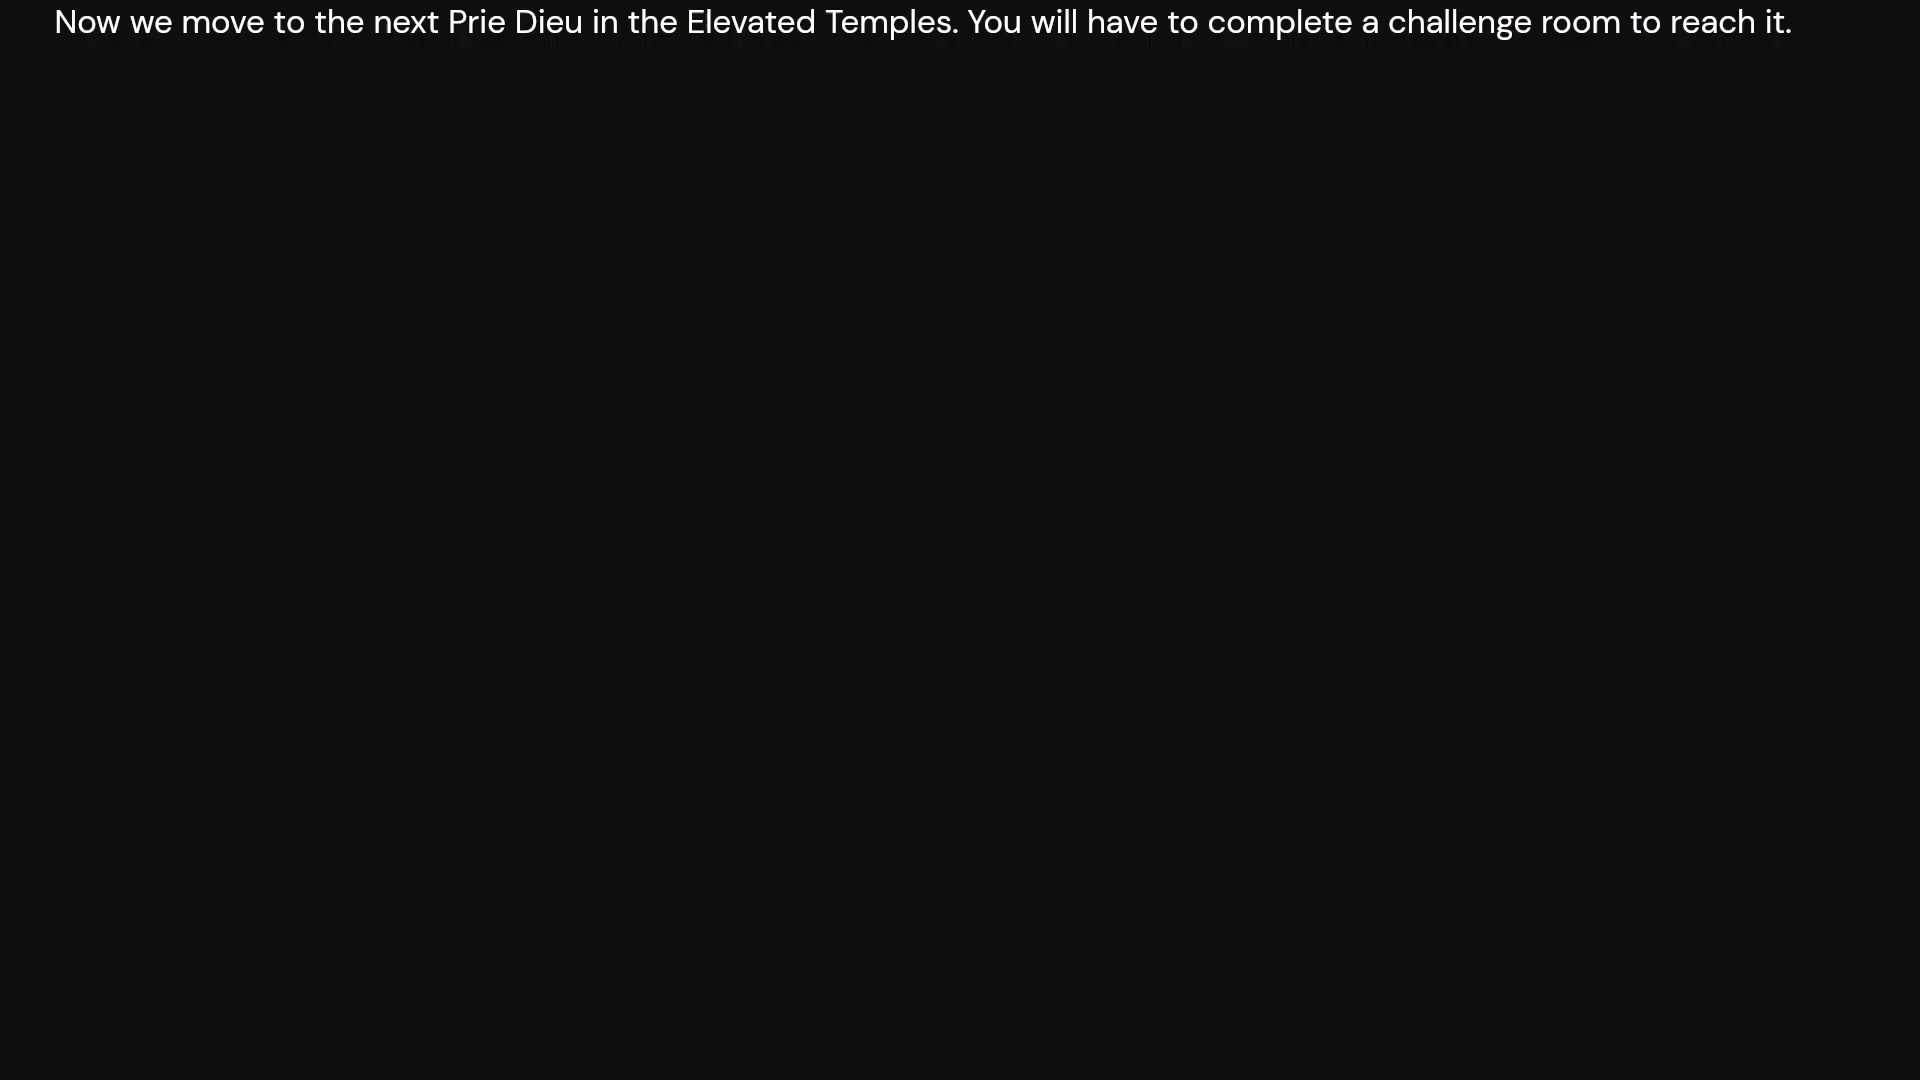 Now we move to the next Prie Dieu in the Elevated Temples. You will have to complete a challenge room to reach it.